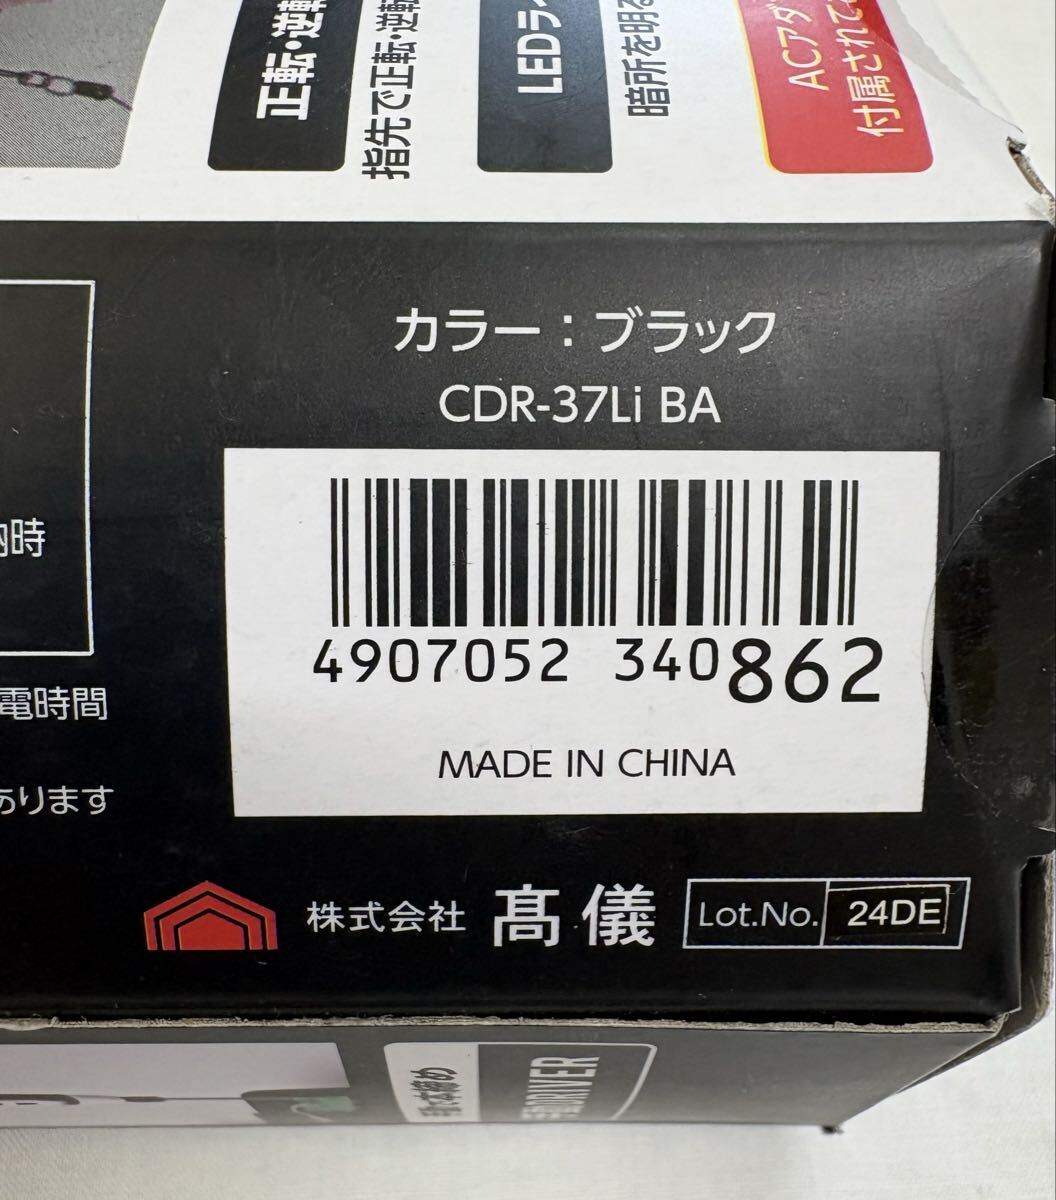 正転・逆転
指先で正転・逆転
LEDライ
暗所を明る
ACアダ
付属されて
カラー：ブラック
CDR-37Li BA
納時
4907052 340862
電時間
MADE IN CHINA
あります
株式会社 髙儀
Lot.No. 24DE
DRIVER